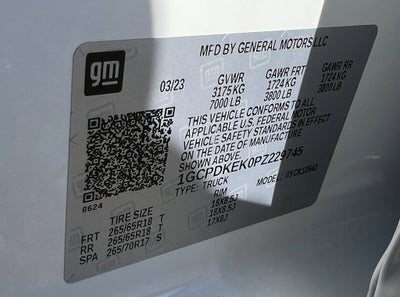 gm
MFD BY GENERAL MOTORS LLC
03/23 GVWR GAWR FRT GAWR RR
3175 KG 1724 KG 1724 KG
7000 LB 3800 LB 3800 LB
THIS VEHICLE CONFORMS TO ALL
APPLICABLE U.S. FEDERAL MOTOR
VEHICLE SAFETY STANDARDS IN EFFECT
ON THE DATE OF MANUFACTURE
SHOWN ABOVE.
1GCPDKEK0PZ229745
TYPE: TRUCK MODEL:
8624
TIRE SIZE RIM
FRT 265/65R18 T 18X8.5J
RR 265/65R18 T 18X8.5J
SPA 265/70R17 S 17X8J